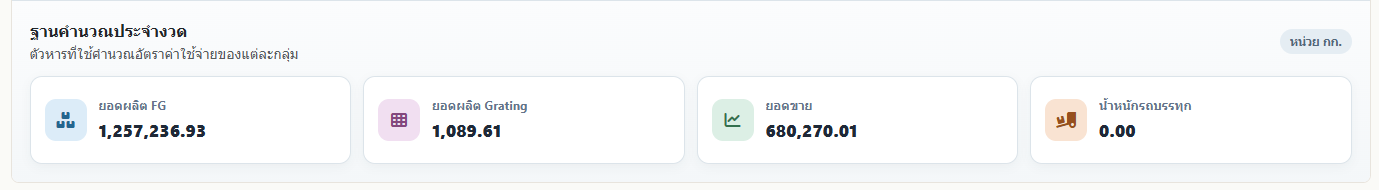 ฐานคำนวณประจำงวด
ตัวหารที่ใช้คำนวณอัตราค่าใช้จ่ายของแต่ละกลุ่ม
หน่วย กก.
ยอดผลิต FG
1,257,236.93
ยอดผลิต Grating
1,089.61
ยอดขาย
680,270.01
น้ำหนักรถบรรทุก
0.00